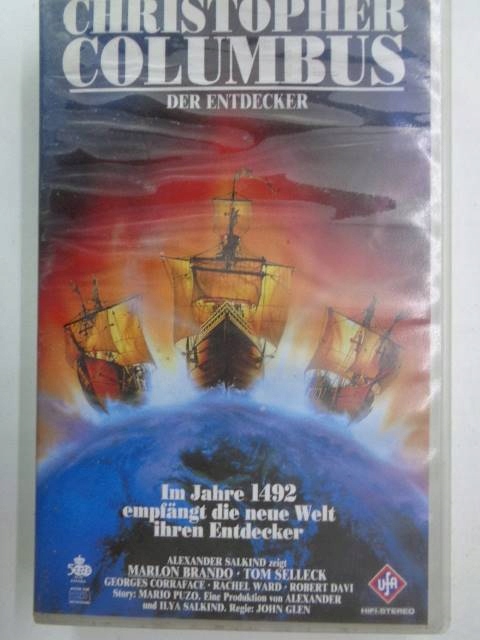 CHRISTOPHER
COLUMBUS
DER ENTDECKER
Im Jahre 1492
empfängt die neue Welt
ihren Entdecker
ALEXANDER SALKIND zeigt
MARLON BRANDO · TOM SELLECK
GEORGES CORRAFACE · RACHEL WARD · ROBERT DAVI
Story: MARIO PUZO. Eine Produktion von ALEXANDER
und ILYA SALKIND. Regie: JOHN GLEN
UFA
HIFI-STEREO